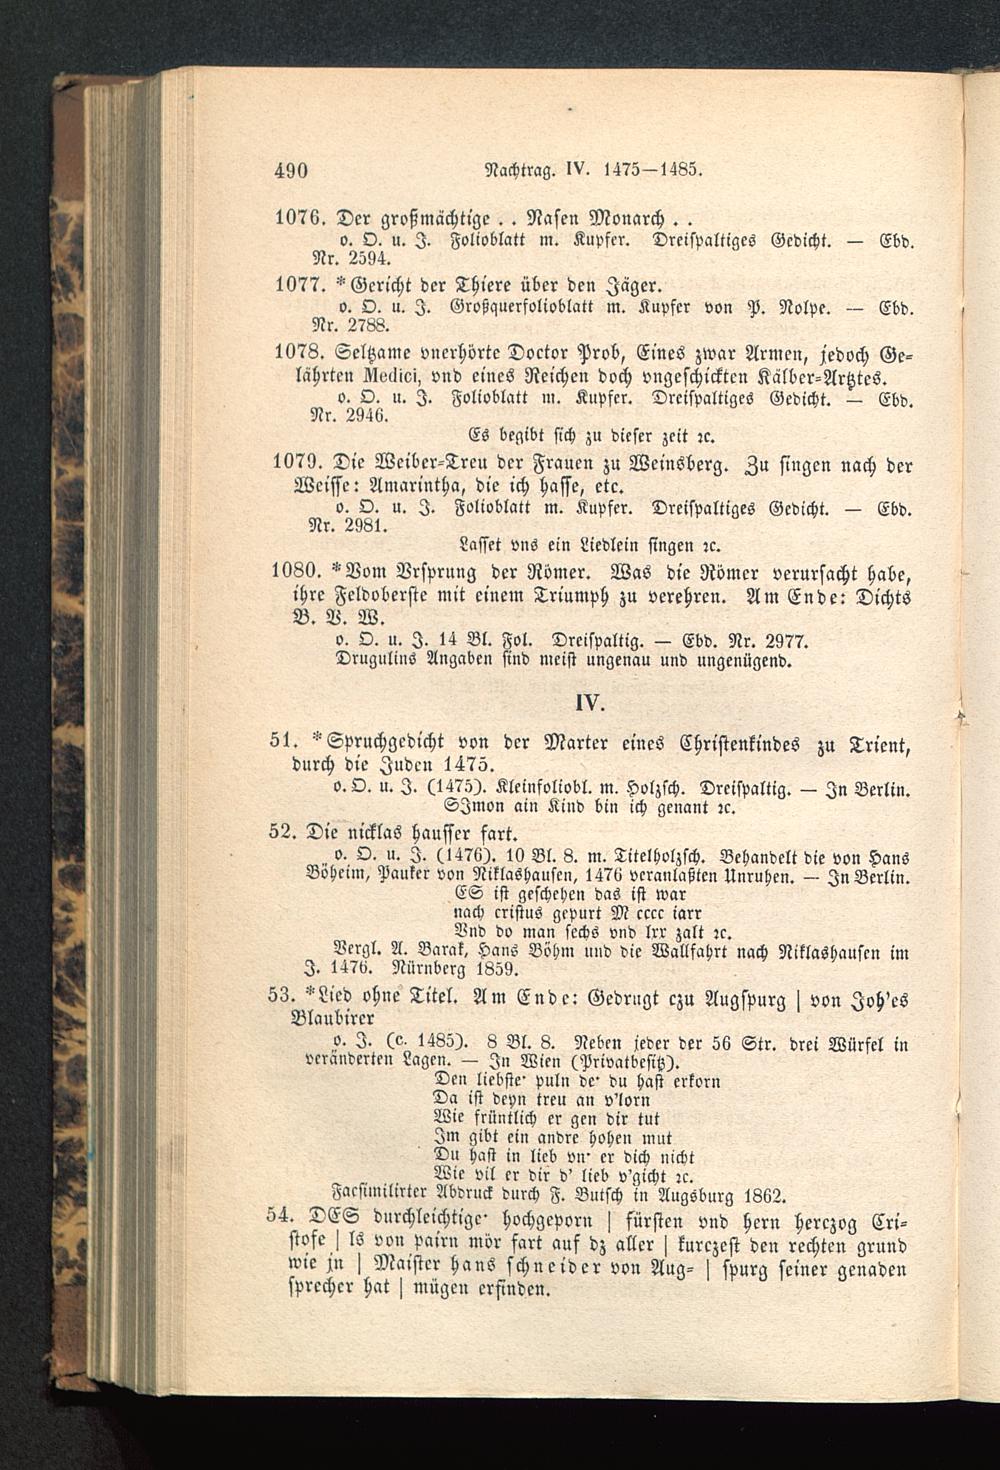 490 Nachtrag. IV. 1475—1485.
1076. Der großmächtige . . Nasen Monarch . .
o. O. u. J. Folioblatt m. Kupfer. Dreispaltiges Gedicht. — Ebd.
Nr. 2594.
1077. *Gericht der Thiere über den Jäger.
o. O. u. J. Großquerfolioblatt m. Kupfer von P. Nolpe. — Ebd.
Nr. 2788.
1078. Seltzame vnerhörte Doctor Prob, Eines zwar Armen, jedoch Ge-
lährten Medici, vnd eines Reichen doch vngeschickten Kälber-Artztes.
o. O. u. J. Folioblatt m. Kupfer. Dreispaltiges Gedicht. — Ebd.
Nr. 2946.
Es begibt sich zu dieser zeit ꝛc.
1079. Die Weiber-Treu der Frauen zu Weinsberg. Zu singen nach der
Weisse: Amarintha, die ich hasse, etc.
o. O. u. J. Folioblatt m. Kupfer. Dreispaltiges Gedicht. — Ebd.
Nr. 2981.
Lasset vns ein Liedlein singen ꝛc.
1080. *Vom Vrsprung der Römer. Was die Römer verursacht habe,
ihre Feldoberste mit einem Triumph zu verehren. Am Ende: Dichts
B. V. W.
o. O. u. J. 14 Bl. Fol. Dreispaltig. — Ebd. Nr. 2977.
Drugulins Angaben sind meist ungenau und ungenügend.
IV.
51. *Spruchgedicht von der Marter eines Christenkindes zu Trient,
durch die Juden 1475.
o. O. u. J. (1475). Kleinfoliobl. m. Holzsch. Dreispaltig. — In Berlin.
SJmon ain Kind bin ich genant ꝛc.
52. Die nicklas hausser fart.
o. O. u. J. (1476). 10 Bl. 8. m. Titelholzsch. Behandelt die von Hans
Böheim, Pauker von Niklashausen, 1476 veranlaßten Unruhen. — In Berlin.
ES ist geschehen das ist war
nach cristus gepurt M cccc iarr
Vnd do man sechs vnd lxx zalt ꝛc.
Vergl. A. Barak, Hans Böhm und die Wallfahrt nach Niklashausen im
J. 1476. Nürnberg 1859.
53. *Lied ohne Titel. Am Ende: Gedrugt czu Augspurg | von Joh'es
Blaubirer
o. J. (c. 1485). 8 Bl. 8. Neben jeder der 56 Str. drei Würfel in
veränderten Lagen. — In Wien (Privatbesitz).
Den liebste· puln de· du hast erkorn
Da ist deyn treu an v'lorn
Wie früntlich er gen dir tut
Im gibt ein andre hohen mut
Du hast in lieb vn· er dich nicht
Wie vil er dir d' lieb v'gicht ꝛc.
Facsimilirter Abdruck durch F. Butsch in Augsburg 1862.
54. DES durchleichtige· hochgeporn | fürsten vnd hern herczog Cri-
stofe | ls von pairn mör fart auf dz aller | kurczest den rechten grund
wie jn | Maister hans schneider von Aug- | spurg seiner genaden
sprecher hat | mügen erfinden.